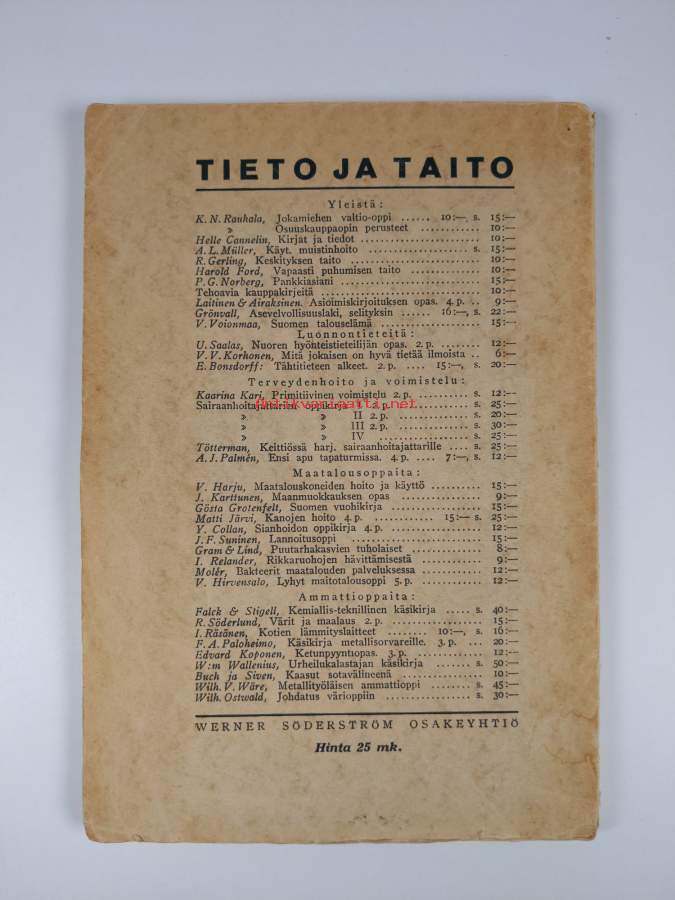 TIETO JA TAITO
Yleistä:
K. N. Rauhala, Jokamiehen valtio-oppi ...... 10:—, s. 15:—
» Osuuskauppaopin perusteet ............ 10:—
Helle Cannelin, Kirjat ja tiedot ........................ 10:—
A. L. Müller, Käyt. muistinhoito .................... s. 15:—
R. Gerling, Keskityksen taito ........................ 10:—
Harold Ford, Vapaasti puhumisen taito .............. 10:—
P. G. Norberg, Pankkiasiani ............................ 15:—
Tehoavia kauppakirjeitä ................................ 10:—
Laitinen & Airaksinen. Asioimiskirjoituksen opas. 4. p. .. 9:—
Grönvall, Asevelvollisuuslaki, selityksin ...... 16:—, s. 22:—
V. Voionmaa, Suomen talouselämä .................... 15:—
Luonnontieteitä:
U. Saalas, Nuoren hyönteistieteilijän opas. 2. p. ........ 12:—
V. V. Korhonen, Mitä jokaisen on hyvä tietää ilmoista .. 6:—
E. Bonsdorff: Tähtitieteen alkeet. 2. p. .... 15:—, s. 20:—
Terveydenhoito ja voimistelu:
Kaarina Kari, Primitiivinen voimistelu 2. p. .......... s. 12:—
Sairaanhoitajattarien oppikirja I 2. p. ............ s. 25:—
» » II 2. p. ............ s. 20:—
» » III 2. p. ............ s. 30:—
» » IV ............ s. 25:—
Tötterman, Keittiössä harj. sairaanhoitajattarille .... s. 25:—
A. J. Palmén, Ensi apu tapaturmissa. 4. p. .... 7:—, s. 12:—
Maatalousoppaita:
V. Harju, Maatalouskoneiden hoito ja käyttö .......... 15:—
J. Karttunen, Maanmuokkauksen opas ................ 9:—
Gösta Grotenfelt, Suomen vuohikirja .................. 15:—
Matti Järvi, Kanojen hoito 4. p. ............ 15:— s. 25:—
Y. Collan, Sianhoidon oppikirja 4. p. .................. 12:—
J. F. Suninen, Lannoitusoppi .......................... 15:—
Gram & Lind, Puutarhakasvien tuholaiset .............. 8:—
I. Relander, Rikkaruohojen hävittämisestä ............ 9:—
Molér, Bakteerit maatalouden palveluksessa ............ 12:—
V. Hirvensalo, Lyhyt maitotalousoppi 5. p. ............ 12:—
Ammattioppaita:
Falck & Stigell, Kemiallis-teknillinen käsikirja ..... s. 40:—
R. Söderlund, Värit ja maalaus 2. p. .................. 15:—
I. Räsänen, Kotien lämmityslaitteet ........ 10:—, s. 16:—
F. A. Paloheimo, Käsikirja metallisorvareille. 3. p. .... 20:—
Edvard Koponen, Ketunpyyntiopas. 3. p. .............. 12:—
W:m Wallenius, Urheilukalastajan käsikirja ........ s. 50:—
Buch ja Siven, Kaasut sotavälineenä ................ 10:—
Wilh. V. Wäre, Metallityöläisen ammattioppi ........ s. 45:—
Wilh. Ostwald, Johdatus värioppiin ................ s. 30:—
WERNER SÖDERSTRÖM OSAKEYHTIÖ
Hinta 25 mk.
antikvariaatti.net